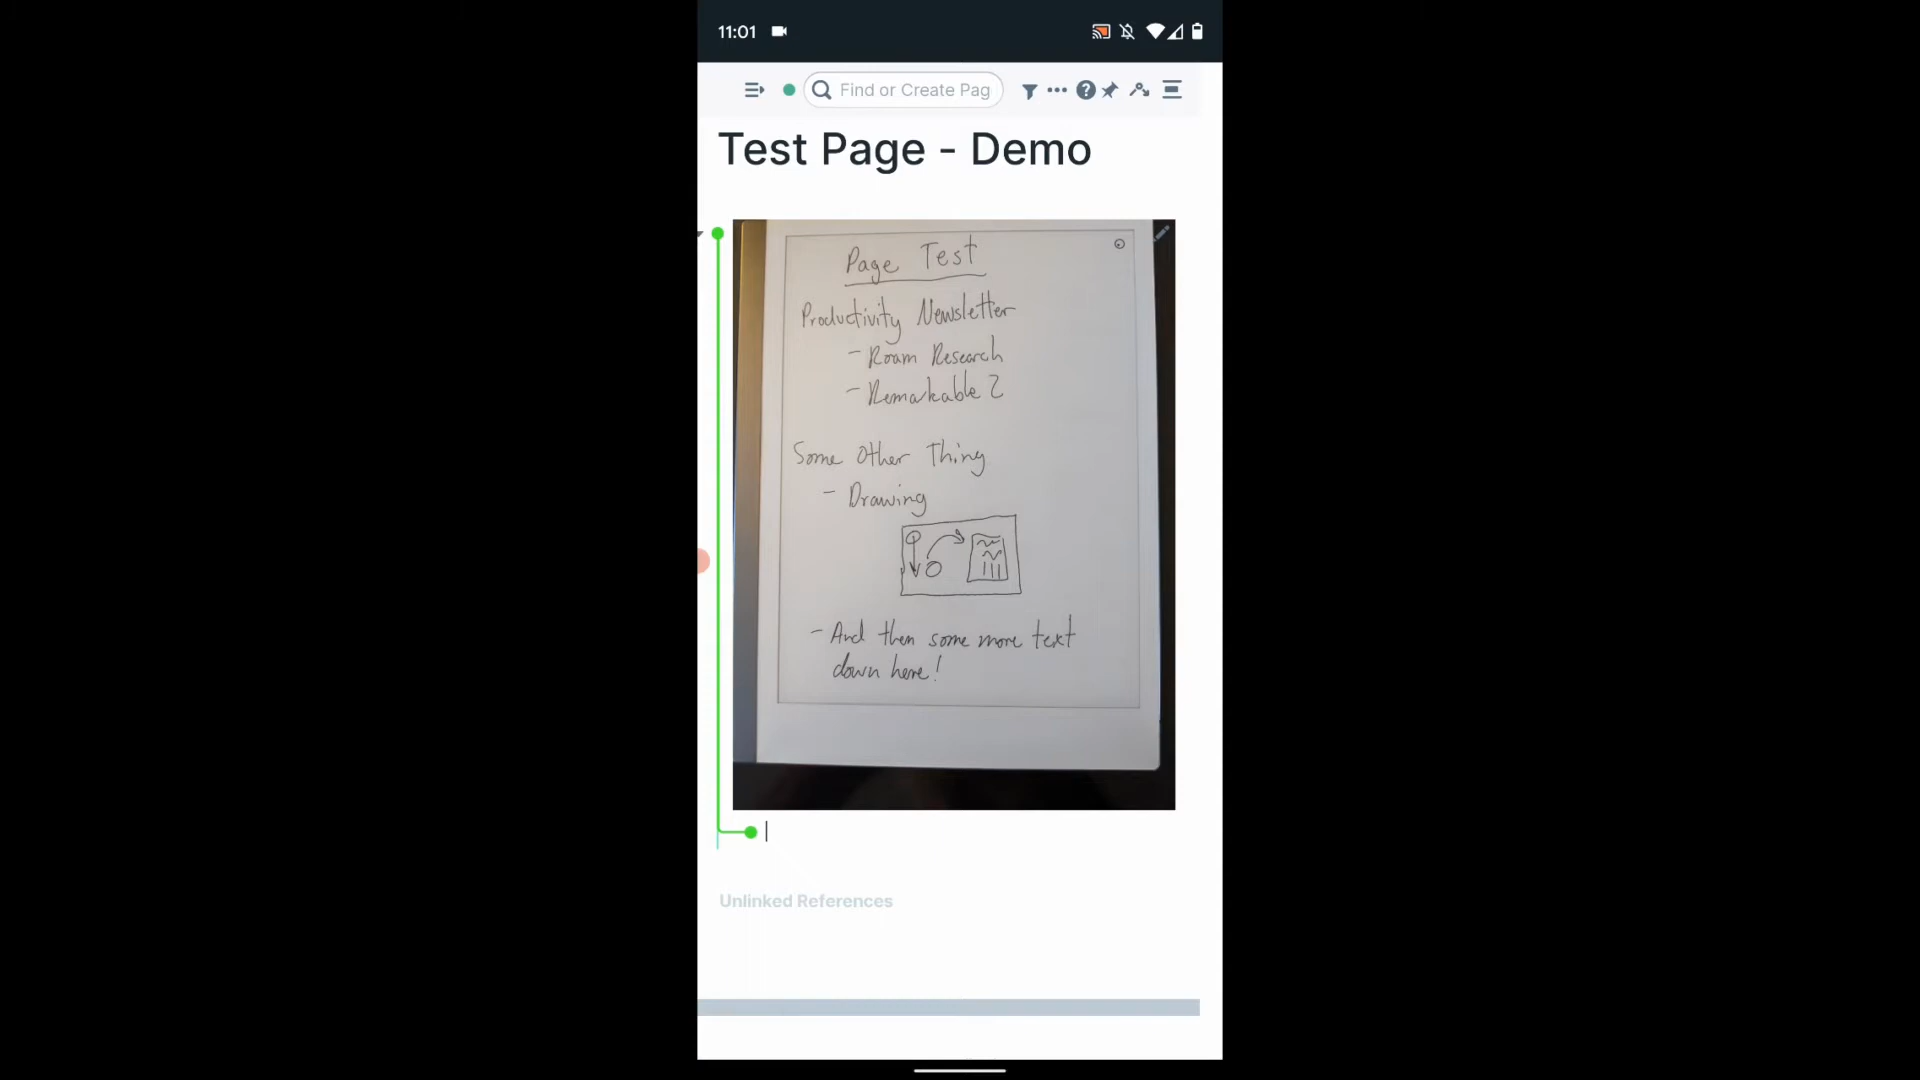 11:01
Find or Create Pag
Test Page - Demo
Page Test
Productivity Newsletter
- Roam Research
- Remarkable 2
Some Other Thing
- Drawing
- And then some more text
down here!
Unlinked References